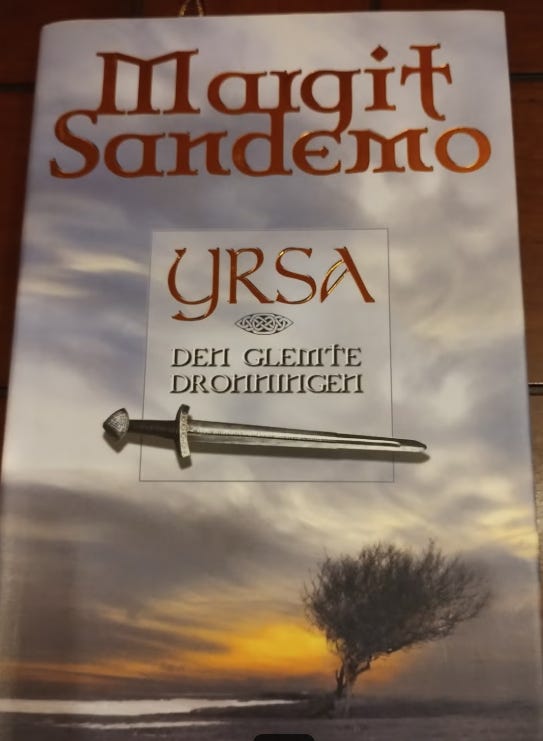 Margit
Sandemo
YRSA
DEN GLEMTE
DRONNINGEN